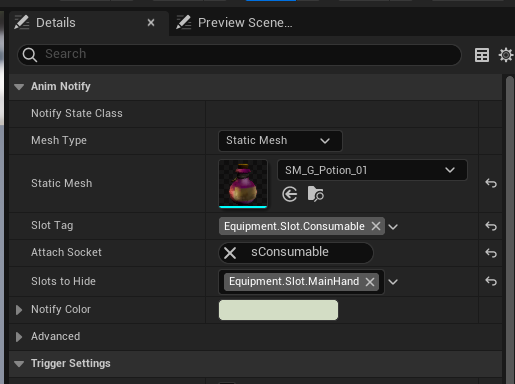 Details
Preview Scene...
Search
Anim Notify
Notify State Class
Mesh Type Static Mesh
Static Mesh SM_G_Potion_01
Slot Tag Equipment.Slot.Consumable
Attach Socket sConsumable
Slots to Hide Equipment.Slot.MainHand
Notify Color
Advanced
Trigger Settings